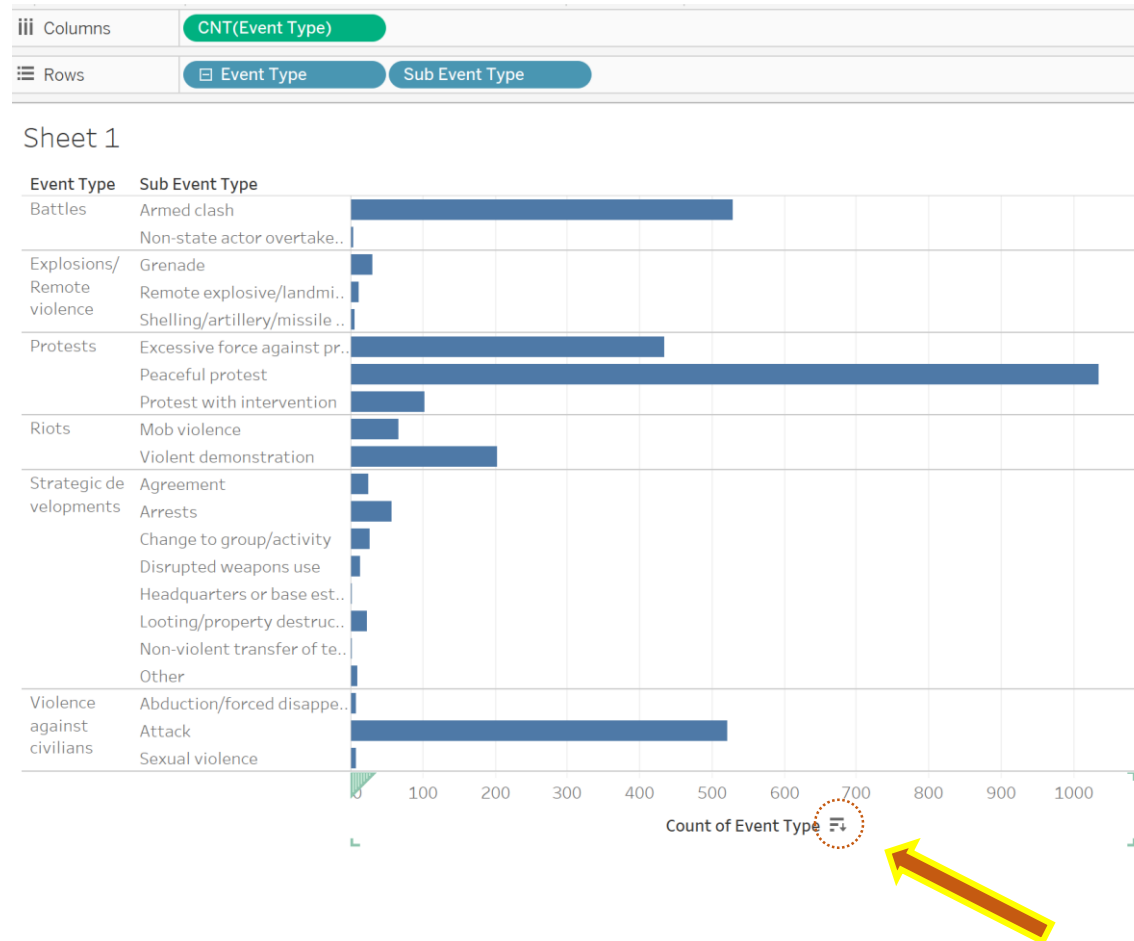 Columns CNT(Event Type)
Rows Event Type Sub Event Type
Sheet 1
Event Type Sub Event Type
Battles Armed clash
Non-state actor overtake..
Explosions/ Grenade
Remote Remote explosive/landmi..
violence Shelling/artillery/missile ..
Protests Excessive force against pr..
Peaceful protest
Protest with intervention
Riots Mob violence
Violent demonstration
Strategic de Agreement
velopments Arrests
Change to group/activity
Disrupted weapons use
Headquarters or base est..
Looting/property destruc..
Non-violent transfer of te..
Other
Violence Abduction/forced disappe..
against Attack
civilians Sexual violence
0 100 200 300 400 500 600 700 800 900 1000
Count of Event Type